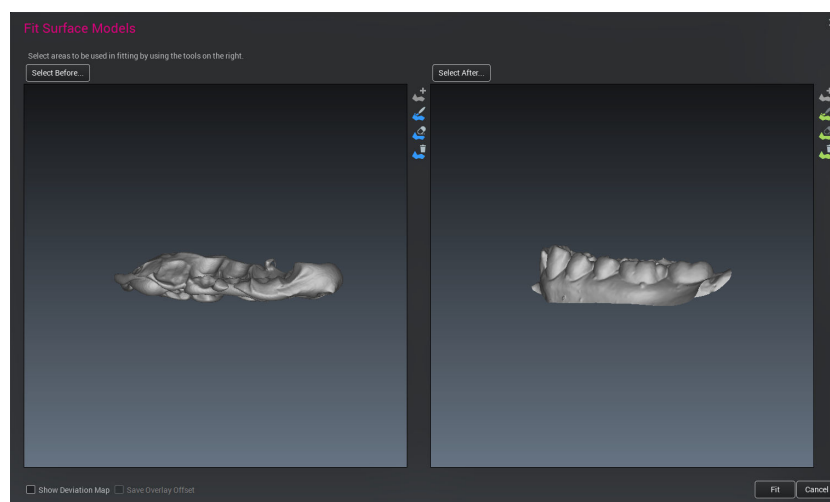 Fit Surface Models
Select areas to be used in fitting by using the tools on the right.
Select Before...
Select After...
Show Deviation Map
Save Overlay Offset
Fit
Cancel